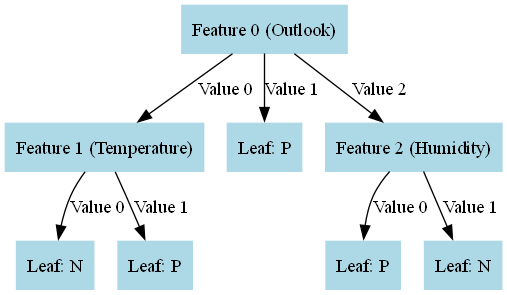 Feature 0 (Outlook)
Value 0
Value 1
Value 2
Feature 1 (Temperature)
Leaf: P
Feature 2 (Humidity)
Value 0
Value 1
Value 0
Value 1
Leaf: N
Leaf: P
Leaf: P
Leaf: N